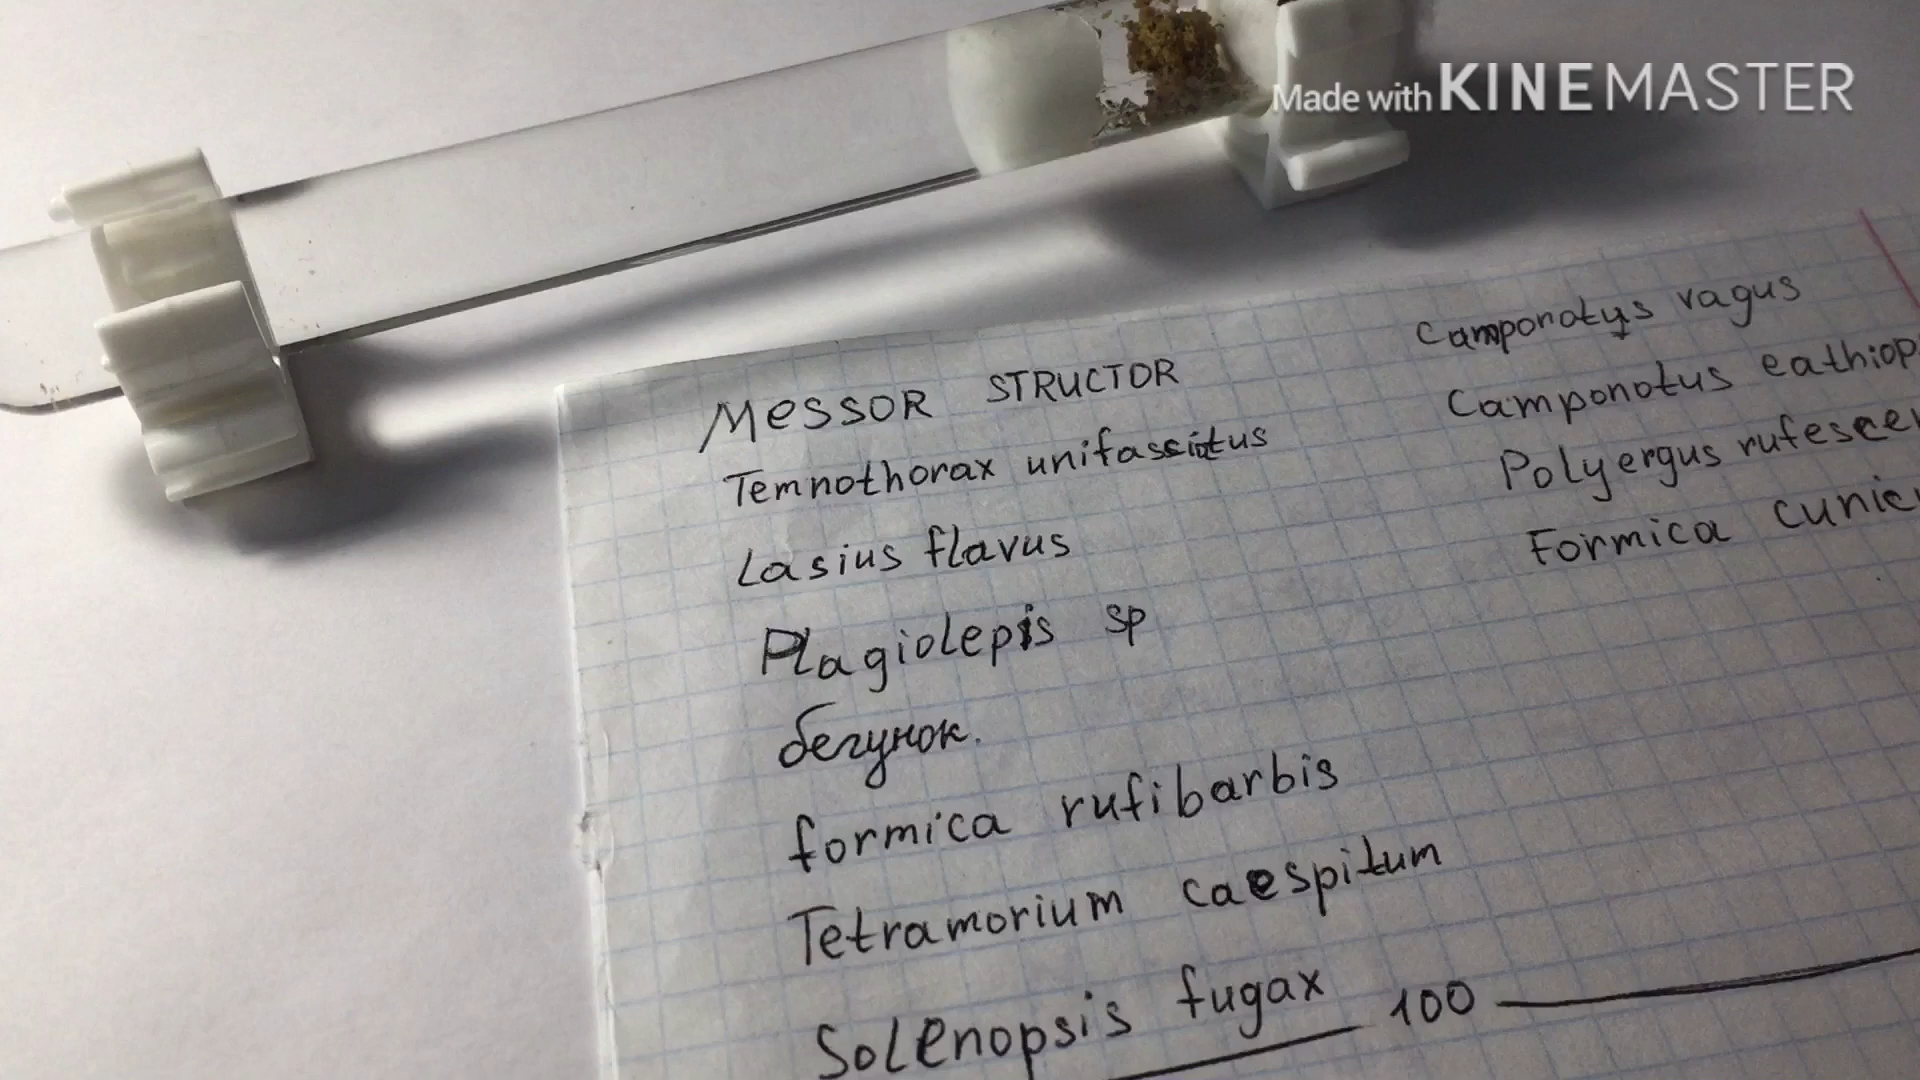 Made with KINEMASTER
Messor STRUCTOR
Temnothorax unifasciatus
Lasius flavus
Plagiolepis sp
бегунок.
formica rufibarbis
Tetramorium caespitum
Solenopsis fugax 100
Camponotys vagus
Camponotus eathiop
Polyergus rufescen
Formica cunic